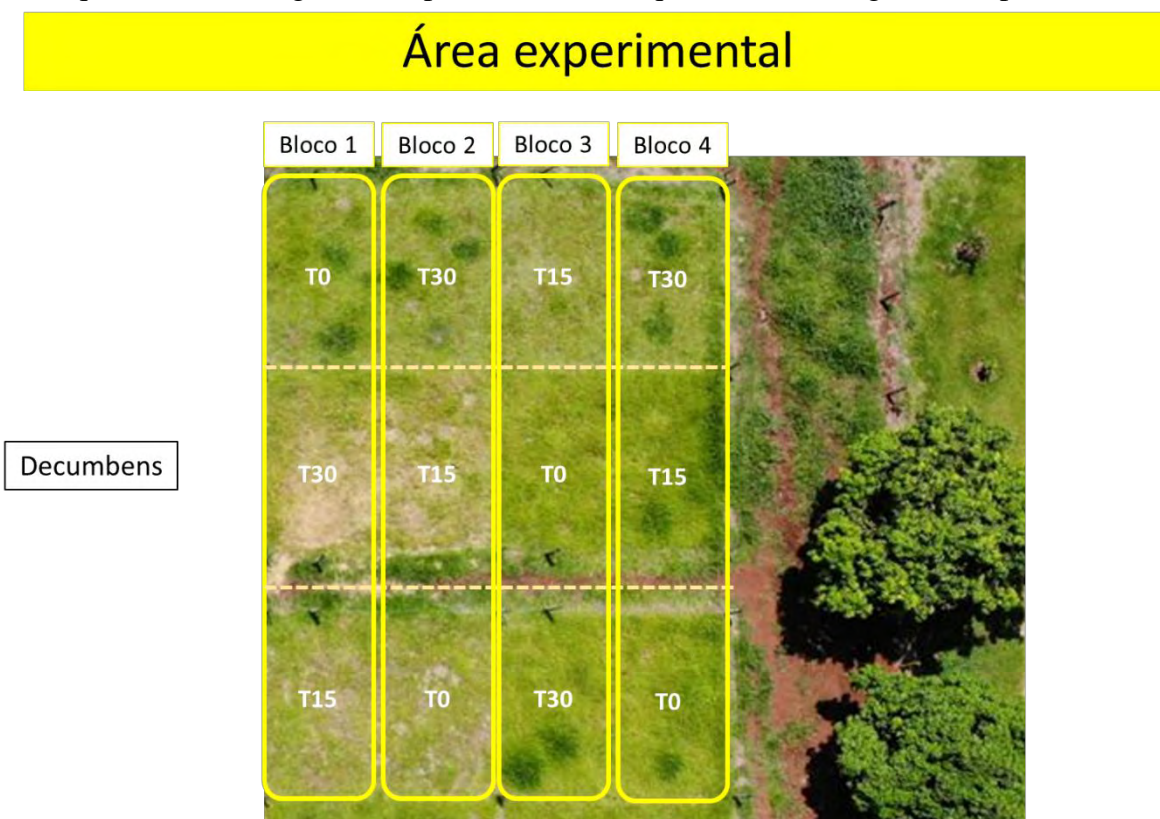 Área experimental
Bloco 1 Bloco 2 Bloco 3 Bloco 4
T0 T30 T15 T30
Decumbens
T30 T15 T0 T15
T15 T0 T30 T0